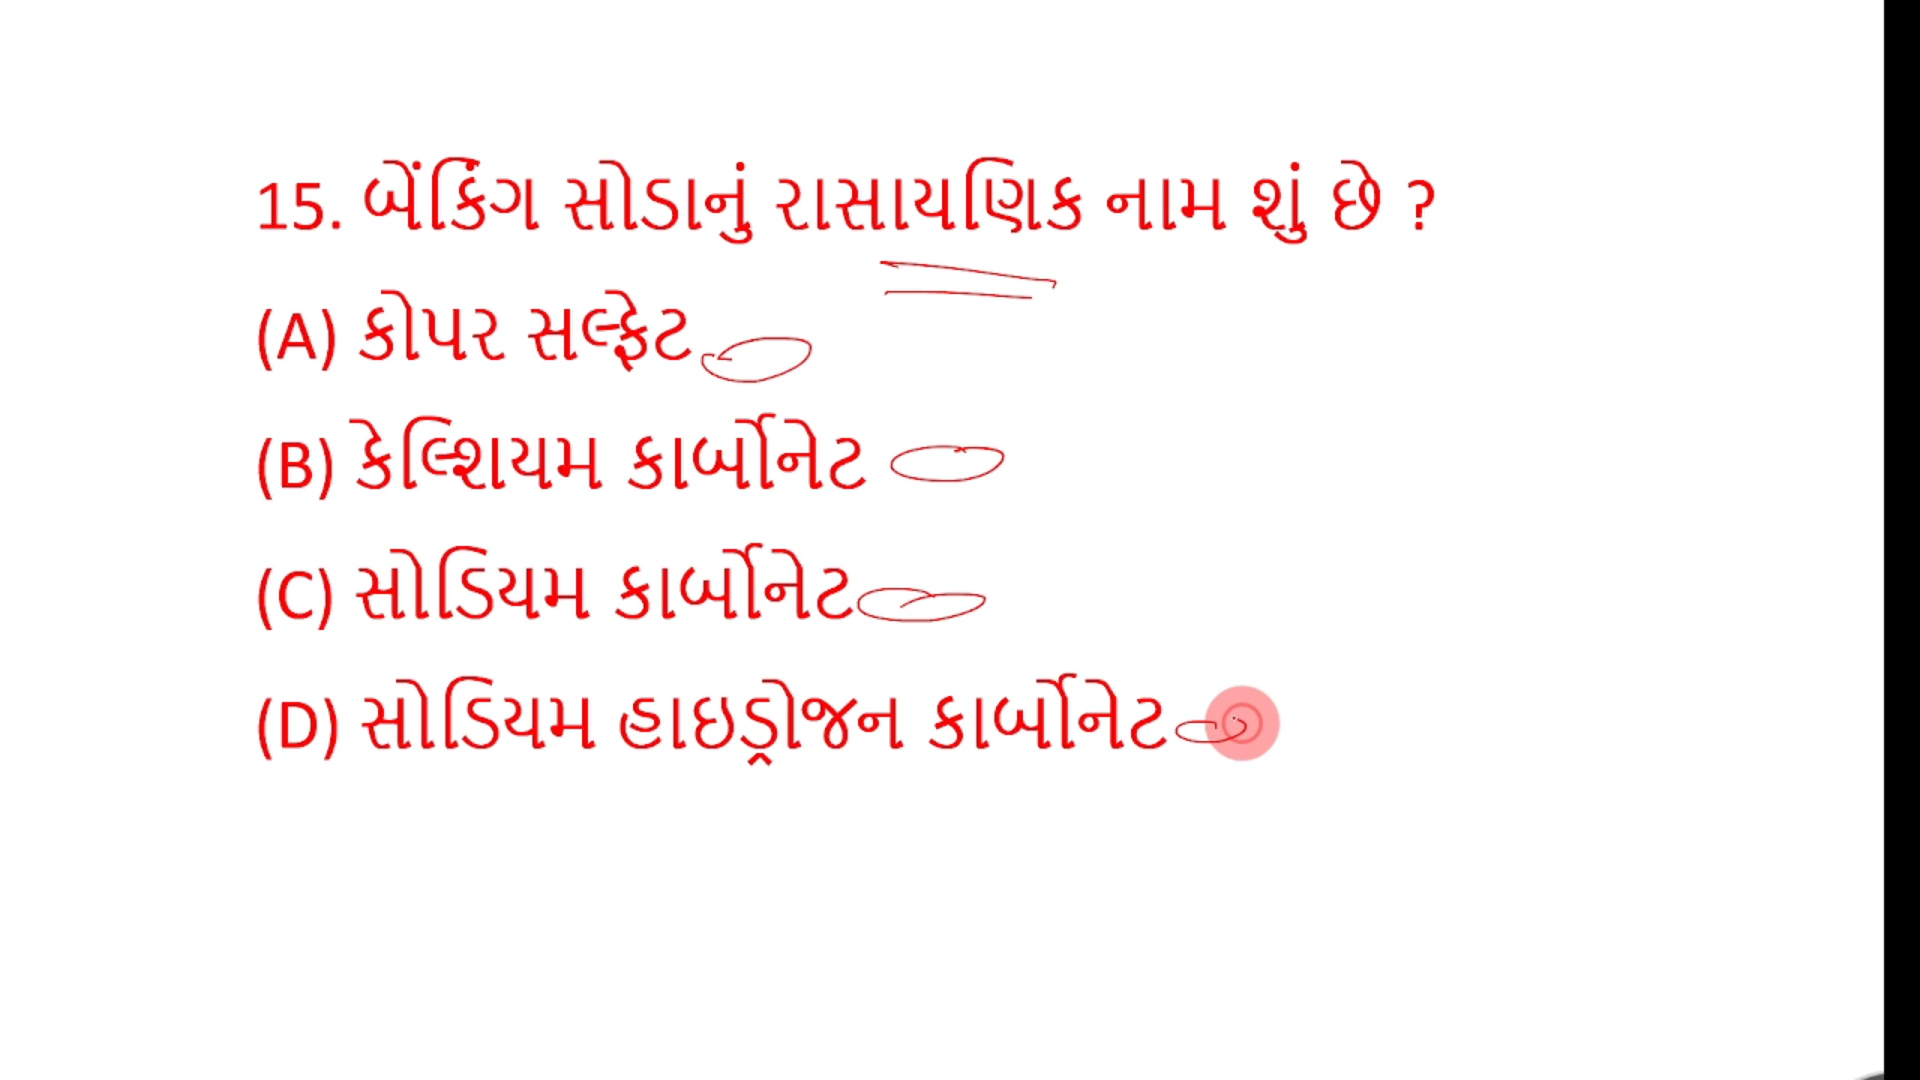 15. બેંકિંગ સોડાનું રાસાયણિક નામ શું છે ?
(A) કોપર સલ્ફેટ
(B) કેલ્શિયમ કાર્બોનેટ
(C) સોડિયમ કાર્બોનેટ
(D) સોડિયમ હાઇડ્રોજન કાર્બોનેટ